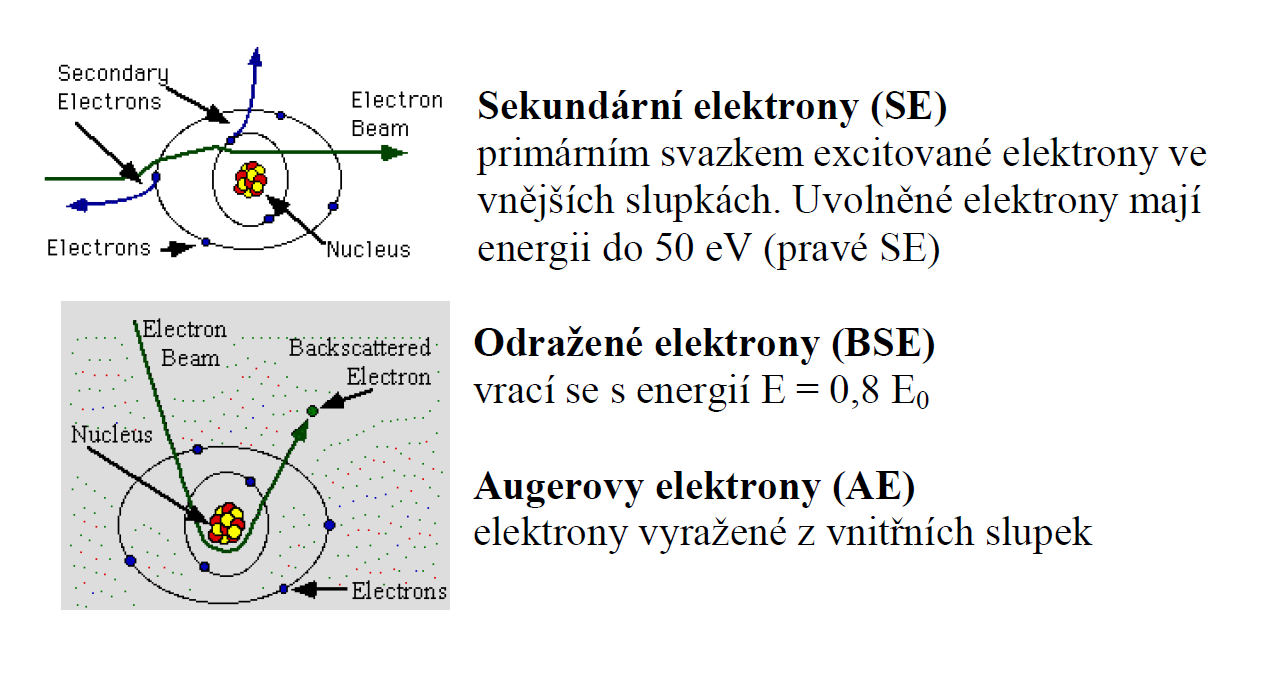 Secondary
Electrons
Electron
Beam
Electrons
Nucleus
Sekundární elektrony (SE)
primárním svazkem excitované elektrony ve
vnějších slupkách. Uvolněné elektrony mají
energii do 50 eV (pravé SE)
Electron
Beam
Backscattered
Electron
Nucleus
Electrons
Odražené elektrony (BSE)
vrací se s energií E = 0,8 E₀
Augerovy elektrony (AE)
elektrony vyražené z vnitřních slupek